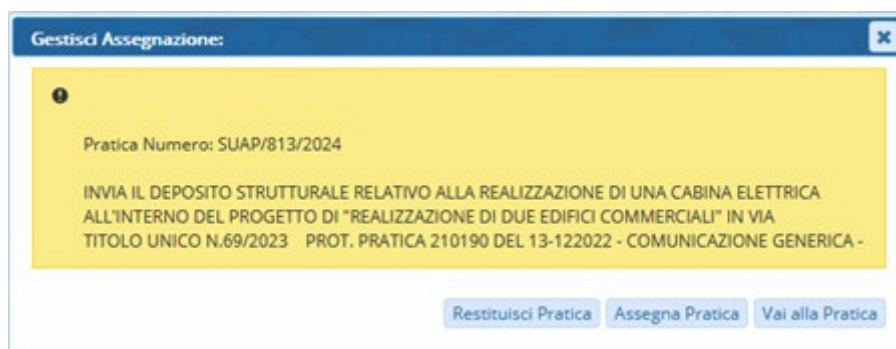 Gestisci Assegnazione:
Pratica Numero: SUAP/813/2024
INVIA IL DEPOSITO STRUTTURALE RELATIVO ALLA REALIZZAZIONE DI UNA CABINA ELETTRICA
ALL'INTERNO DEL PROGETTO DI "REALIZZAZIONE DI DUE EDIFICI COMMERCIALI" IN VIA
TITOLO UNICO N.69/2023 PROT. PRATICA 210190 DEL 13-122022 - COMUNICAZIONE GENERICA -
Restituisci Pratica Assegna Pratica Vai alla Pratica